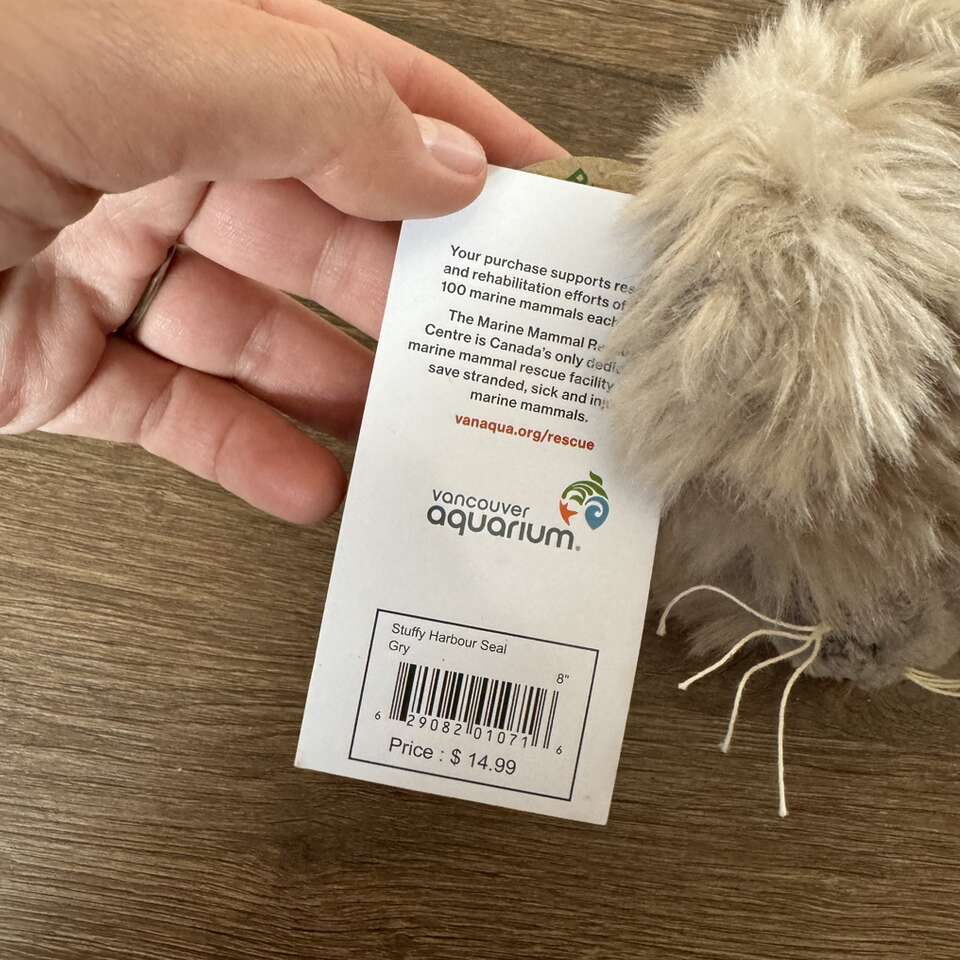 Your purchase supports res
and rehabilitation efforts of
100 marine mammals each
The Marine Mammal Re
Centre is Canada's only dedi
marine mammal rescue facility
save stranded, sick and inj
marine mammals.
vanaqua.org/rescue
vancouver
aquarium.
Stuffy Harbour Seal
Gry
8"
6 29082 01071 6
Price : $ 14.99